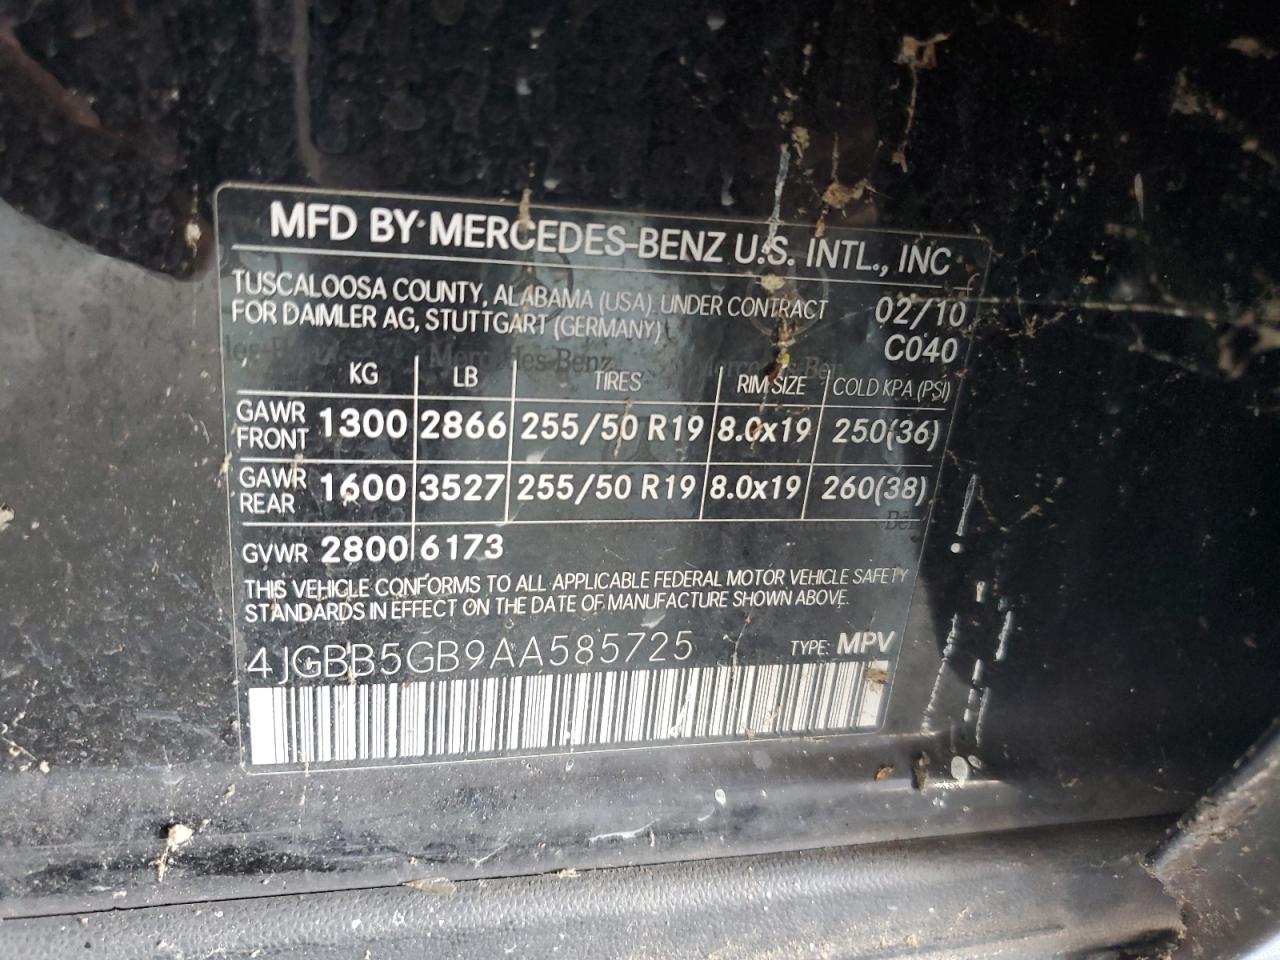 MFD BY MERCEDES-BENZ U.S. INTL., INC
TUSCALOOSA COUNTY, ALABAMA (USA) UNDER CONTRACT
FOR DAIMLER AG, STUTTGART (GERMANY)
02/10
C040
Mercedes-Benz
KG LB TIRES RIM SIZE COLD KPA (PSI)
GAWR FRONT 1300 2866 255/50 R19 8.0x19 250(36)
GAWR REAR 1600 3527 255/50 R19 8.0x19 260(38)
GVWR 2800 6173
THIS VEHICLE CONFORMS TO ALL APPLICABLE FEDERAL MOTOR VEHICLE SAFETY
STANDARDS IN EFFECT ON THE DATE OF MANUFACTURE SHOWN ABOVE.
4JGBB5GB9AA585725 TYPE: MPV